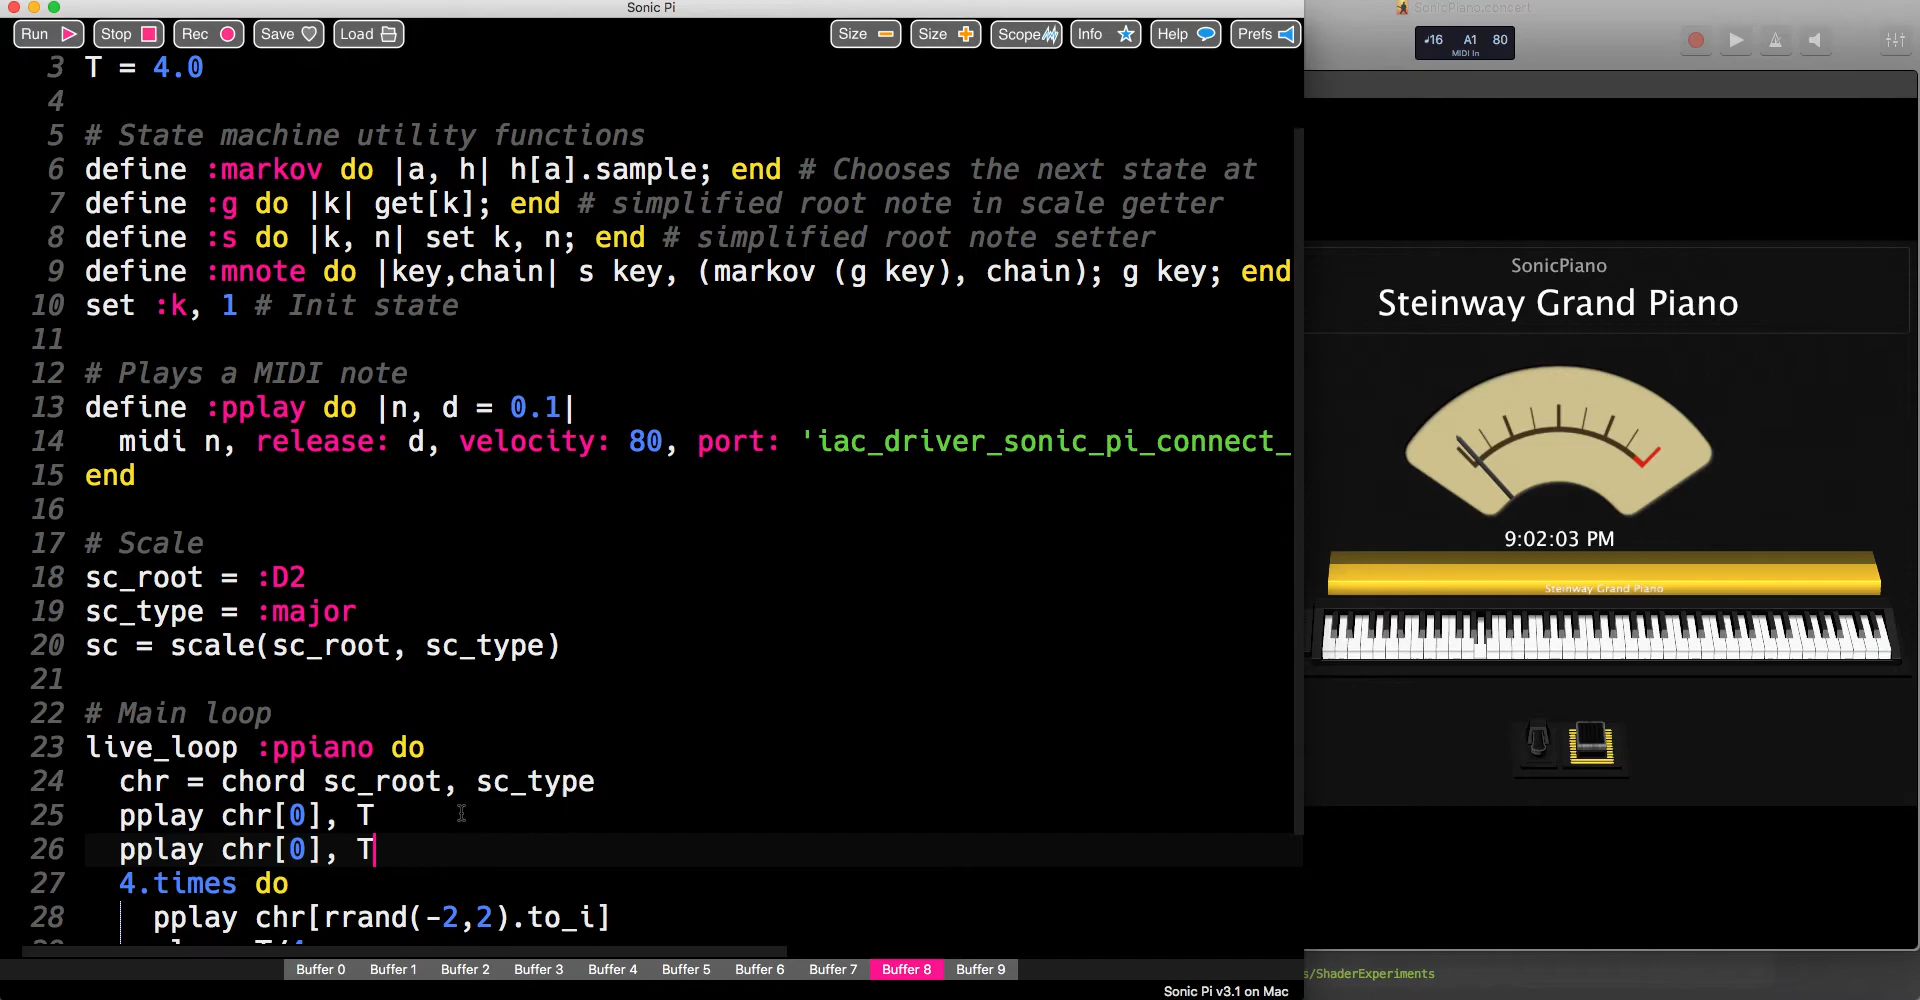 Sonic Pi
SonicPiano.concert
Run Stop Rec Save Load Size Size Scope Info Help Prefs
♩16 A1 80
MIDI In
3 T = 4.0
4
5 # State machine utility functions
6 define :markov do |a, h| h[a].sample; end # Chooses the next state at
7 define :g do |k| get[k]; end # simplified root note in scale getter
8 define :s do |k, n| set k, n; end # simplified root note setter
9 define :mnote do |key,chain| s key, (markov (g key), chain); g key; end
10 set :k, 1 # Init state
11
12 # Plays a MIDI note
13 define :pplay do |n, d = 0.1|
14 midi n, release: d, velocity: 80, port: 'iac_driver_sonic_pi_connect_
15 end
16
17 # Scale
18 sc_root = :D2
19 sc_type = :major
20 sc = scale(sc_root, sc_type)
21
22 # Main loop
23 live_loop :ppiano do
24 chr = chord sc_root, sc_type
25 pplay chr[0], T
26 pplay chr[0], T
27 4.times do
28 pplay chr[rrand(-2,2).to_i]
SonicPiano
Steinway Grand Piano
9:02:03 PM
Steinway Grand Piano
Buffer 0 Buffer 1 Buffer 2 Buffer 3 Buffer 4 Buffer 5 Buffer 6 Buffer 7 Buffer 8 Buffer 9
s/ShaderExperiments
Sonic Pi v3.1 on Mac